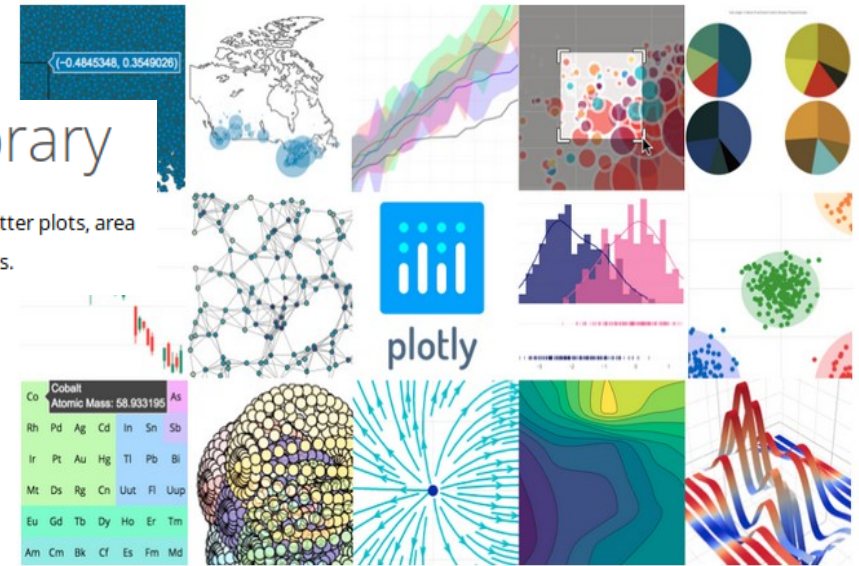 (−0.4845348, 0.3549026)
rary
tter plots, area
s.
plotly
Cobalt
Atomic Mass: 58.933195
Co As
Rh Pd Ag Cd In Sn Sb
Ir Pt Au Hg Tl Pb Bi
Mt Ds Rg Cn Uut Fl Uup
Eu Gd Tb Dy Ho Er Tm
Am Cm Bk Cf Es Fm Md